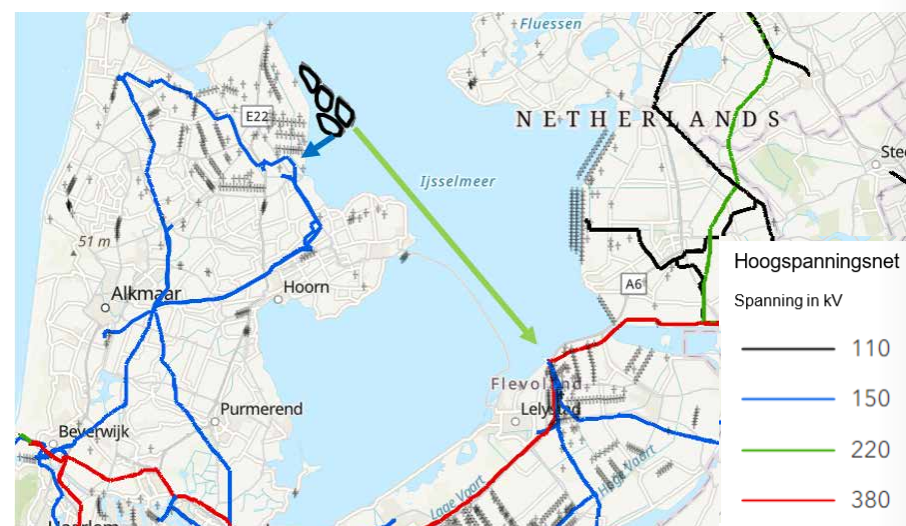 Fluessen
E22
NETHERLANDS
Ijsselmeer
51 m
Alkmaar
Hoorn
A6
Flevoland
Lelystad
Purmerend
Beverwijk
Hoge Vaart
Lage Vaart
Haarlem
Stee
Hoogspanningsnet
Spanning in kV
110
150
220
380